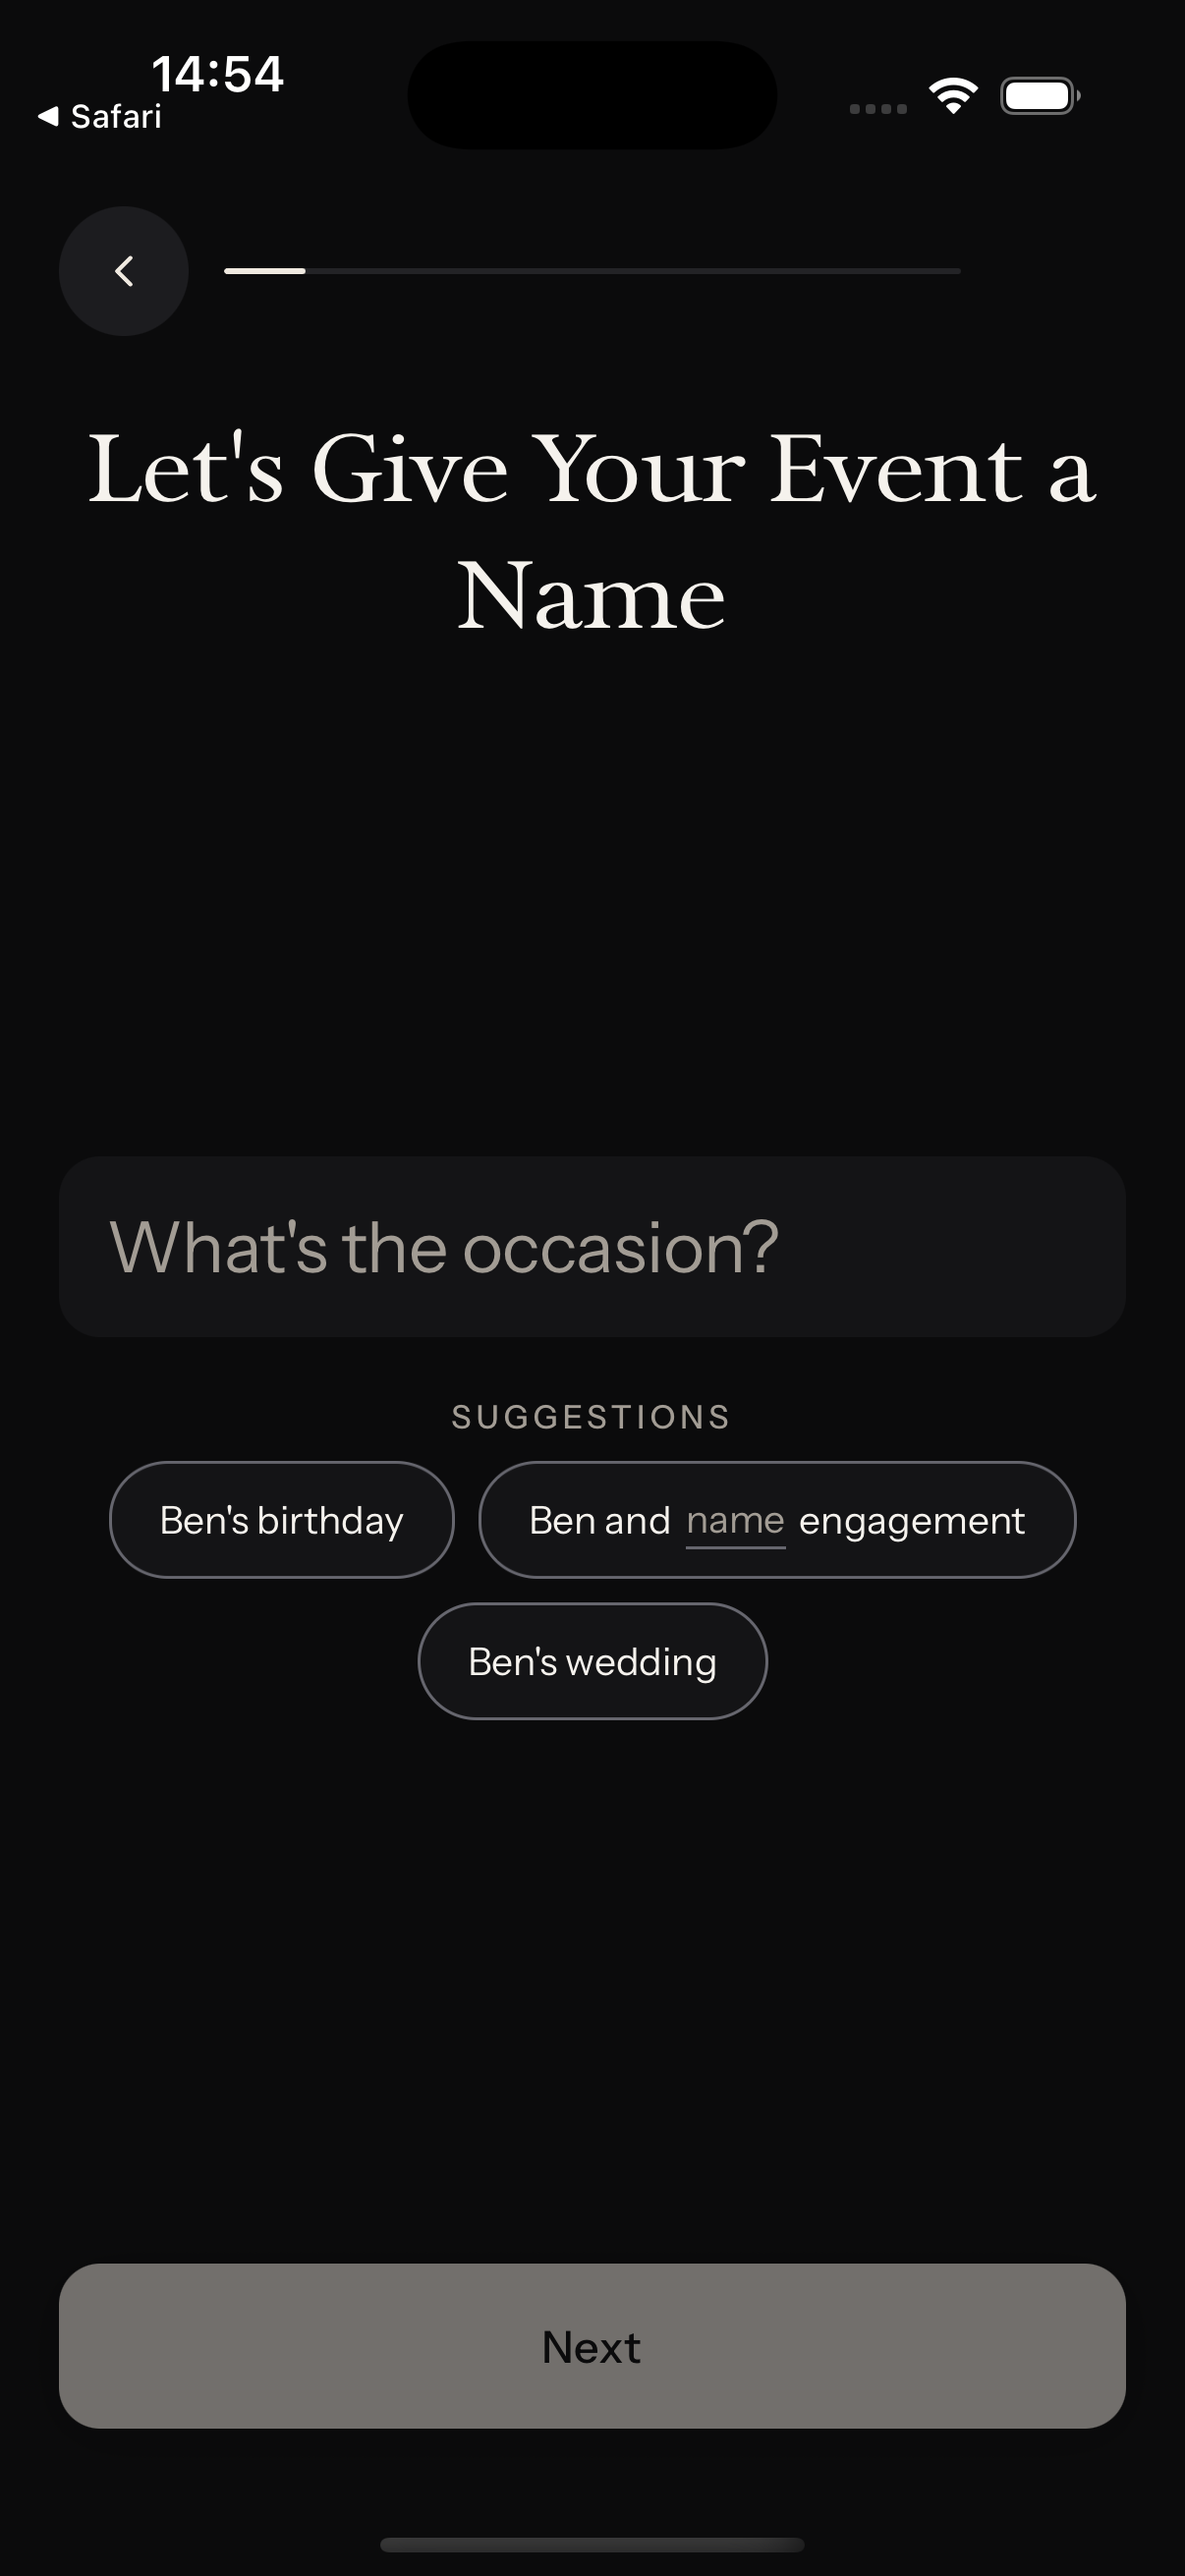 14:54
Safari
Let's Give Your Event a
Name
What's the occasion?
SUGGESTIONS
Ben's birthday
Ben and name engagement
Ben's wedding
Next